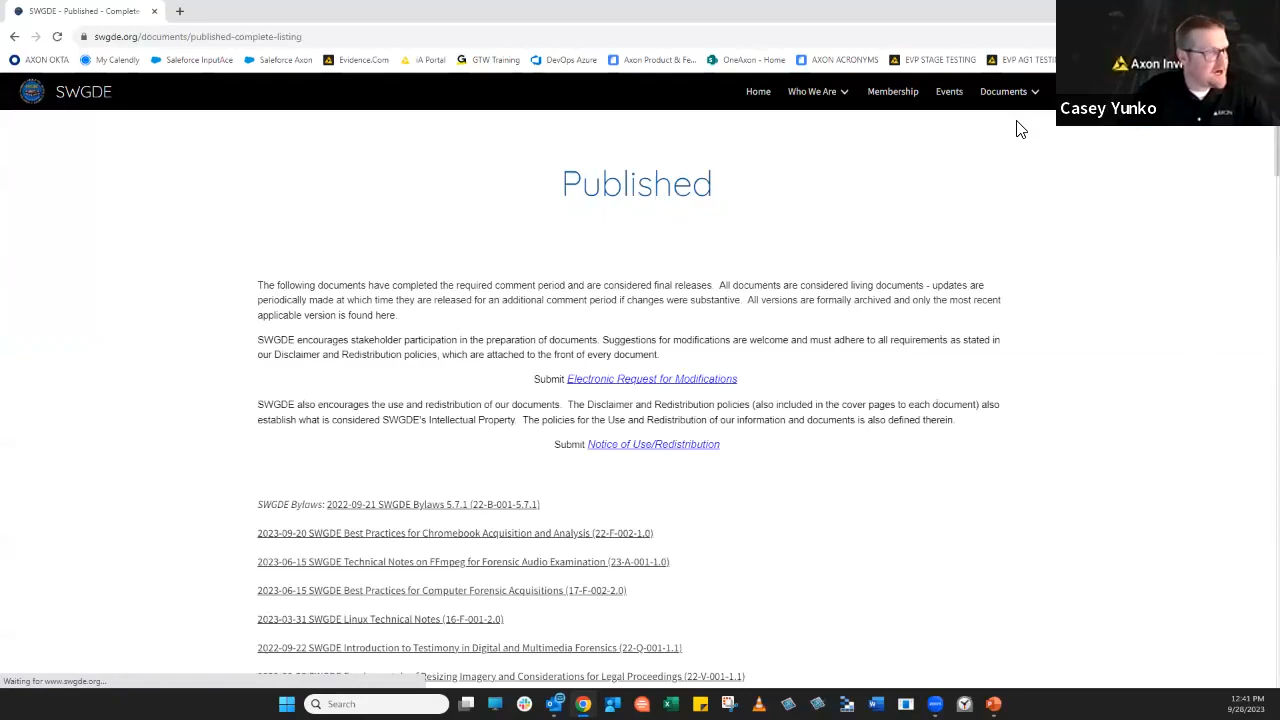 SWGDE - Published - Complete
swgde.org/documents/published-complete-listing
AXON OKTA My Calendly Saleforce InputAce Saleforce Axon Evidence.Com iA Portal GTW Training DevOps Azure Axon Product & Fe... OneAxon - Home AXON ACRONYMS EVP STAGE TESTING EVP AG1 TESTI
SWGDE Home Who We Are Membership Events Documents
Axon Inv
AXON
Casey Yunko
Published
The following documents have completed the required comment period and are considered final releases. All documents are considered living documents - updates are
periodically made at which time they are released for an additional comment period if changes were substantive. All versions are formally archived and only the most recent
applicable version is found here.
SWGDE encourages stakeholder participation in the preparation of documents. Suggestions for modifications are welcome and must adhere to all requirements as stated in
our Disclaimer and Redistribution policies, which are attached to the front of every document.
Submit Electronic Request for Modifications
SWGDE also encourages the use and redistribution of our documents. The Disclaimer and Redistribution policies (also included in the cover pages to each document) also
establish what is considered SWGDE's Intellectual Property. The policies for the Use and Redistribution of our information and documents is also defined therein.
Submit Notice of Use/Redistribution
SWGDE Bylaws: 2022-09-21 SWGDE Bylaws 5.7.1 (22-B-001-5.7.1)
2023-09-20 SWGDE Best Practices for Chromebook Acquisition and Analysis (22-F-002-1.0)
2023-06-15 SWGDE Technical Notes on FFmpeg for Forensic Audio Examination (23-A-001-1.0)
2023-06-15 SWGDE Best Practices for Computer Forensic Acquisitions (17-F-002-2.0)
2023-03-31 SWGDE Linux Technical Notes (16-F-001-2.0)
2022-09-22 SWGDE Introduction to Testimony in Digital and Multimedia Forensics (22-Q-001-1.1)
Resizing Imagery and Considerations for Legal Proceedings (22-V-001-1.1)
Waiting for www.swgde.org...
Search
12:41 PM
9/28/2023